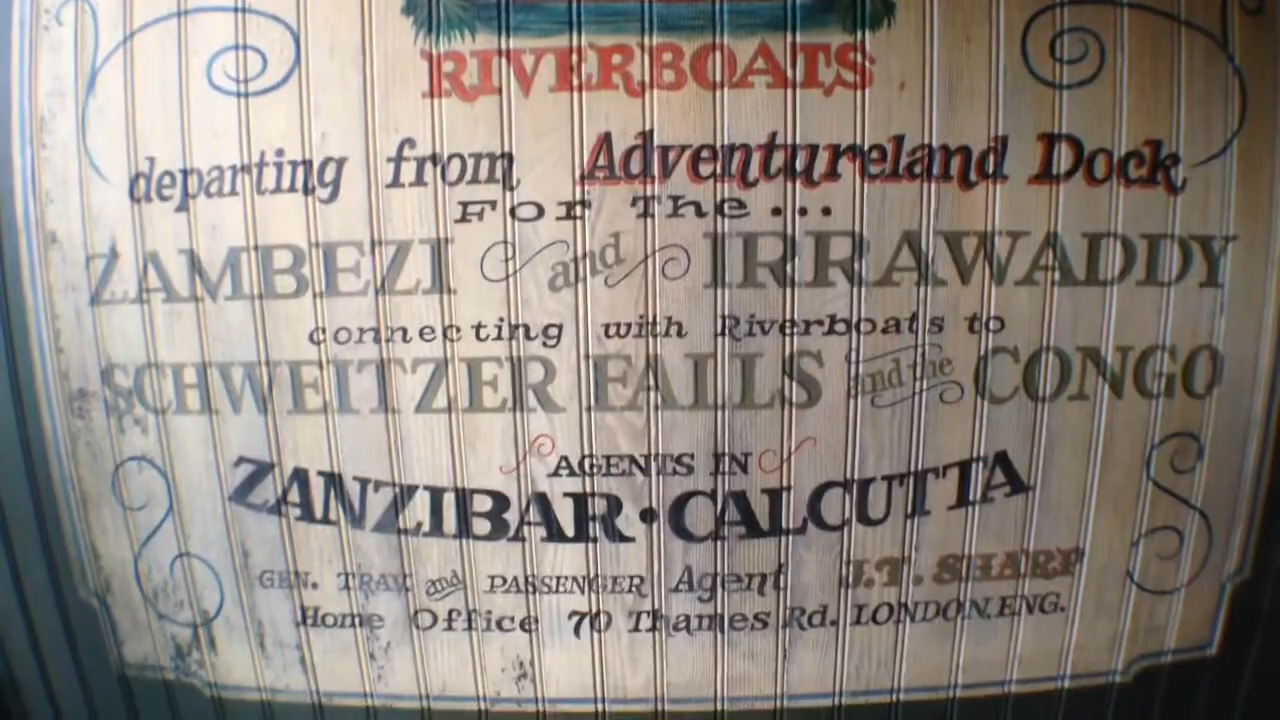 RIVERBOATS
departing from Adventureland Dock
For The...
ZAMBEZI and IRRAWADDY
connecting with Riverboats to
SCHWEITZER FALLS and the CONGO
AGENTS IN
ZANZIBAR • CALCUTTA
GEN. TRAV. and PASSENGER Agent J.T. SHARP
Home Office 70 Thames Rd. LONDON.ENG.